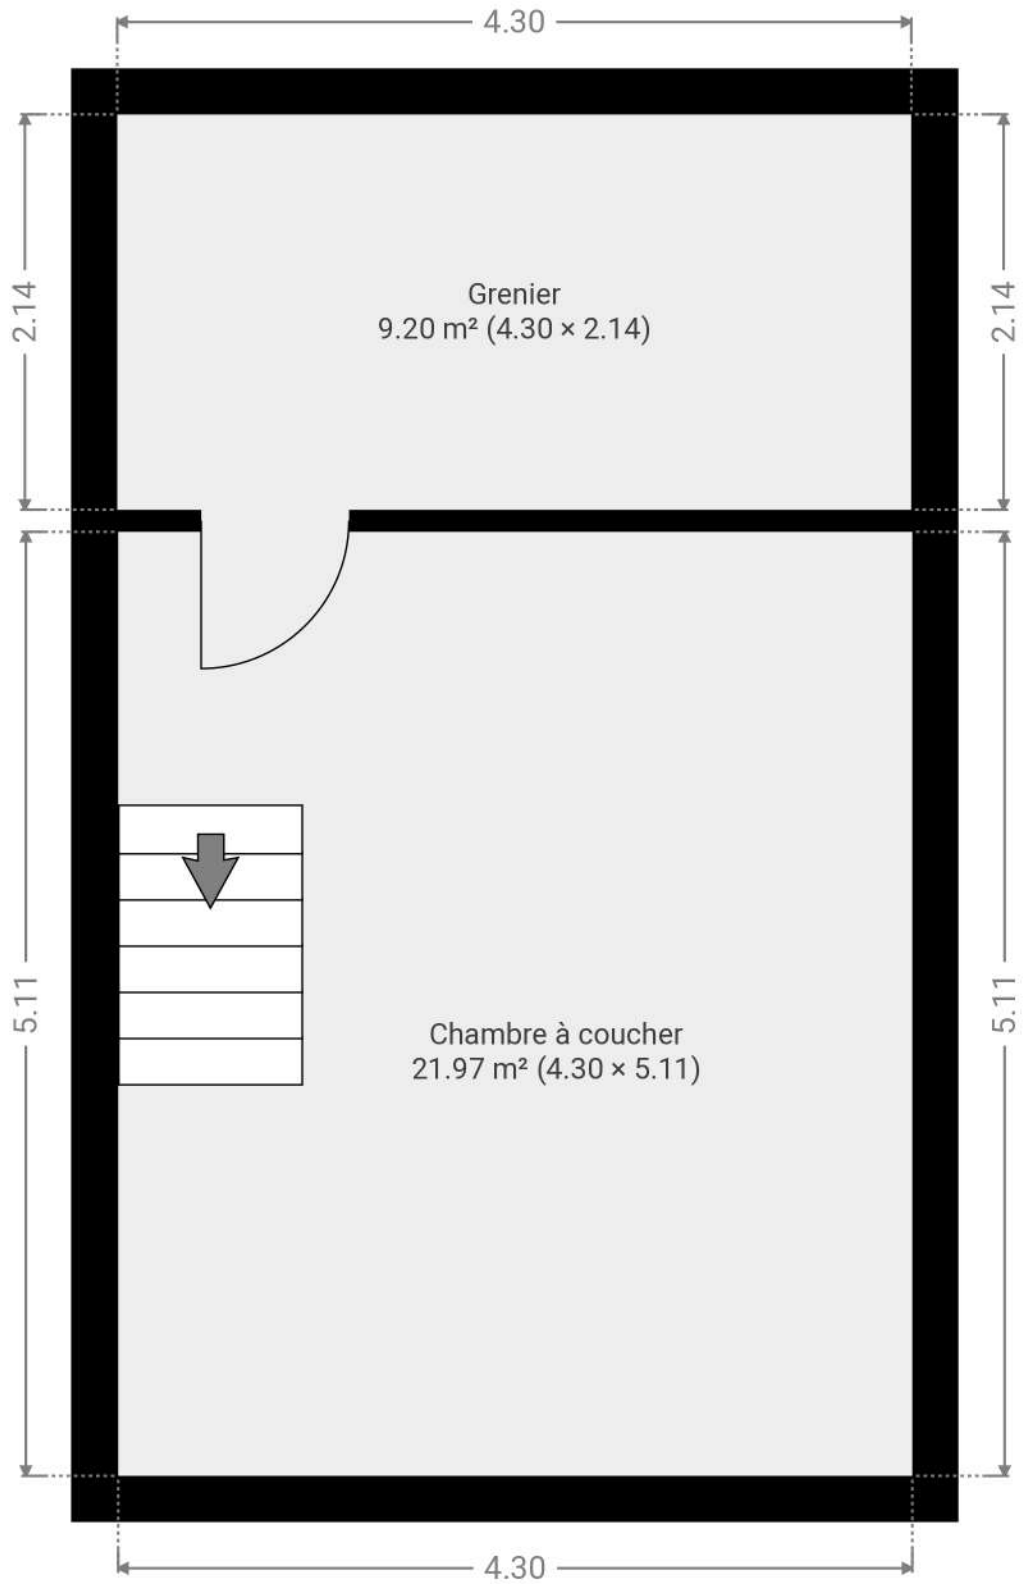 4.30
2.14
2.14
Grenier
9.20 m² (4.30 × 2.14)
5.11
5.11
Chambre à coucher
21.97 m² (4.30 × 5.11)
4.30